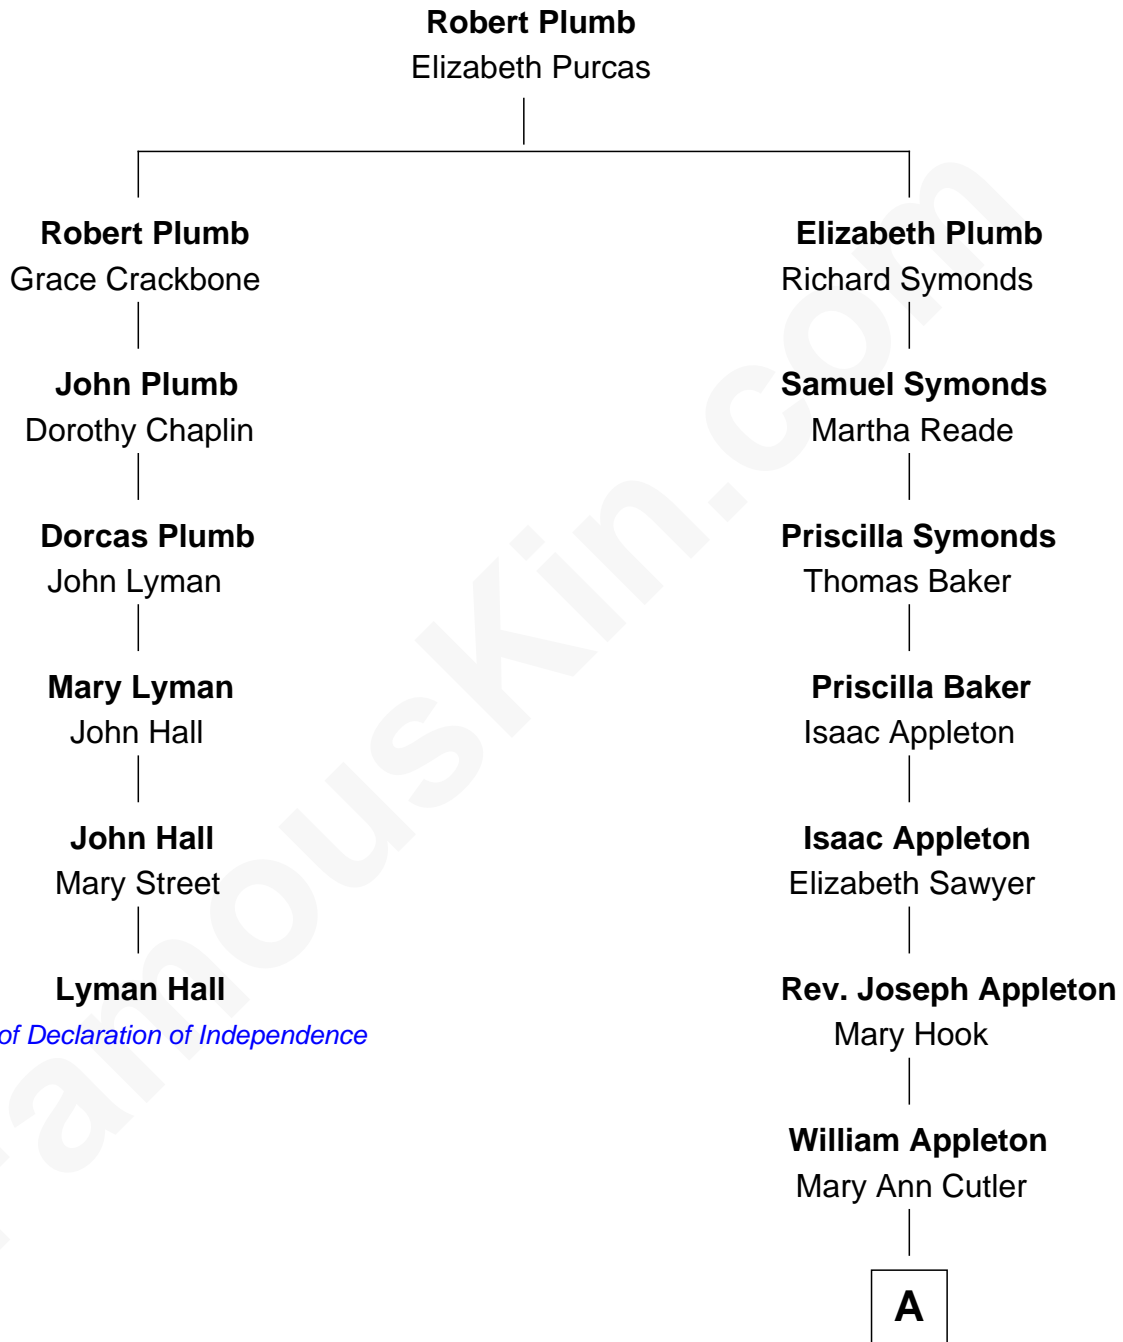 Robert Plumb
Elizabeth Purcas
Robert Plumb
Grace Crackbone
Elizabeth Plumb
Richard Symonds
John Plumb
Dorothy Chaplin
Samuel Symonds
Martha Reade
Dorcas Plumb
John Lyman
Priscilla Symonds
Thomas Baker
Mary Lyman
John Hall
Priscilla Baker
Isaac Appleton
John Hall
Mary Street
Isaac Appleton
Elizabeth Sawyer
Lyman Hall
of Declaration of Independence
Rev. Joseph Appleton
Mary Hook
William Appleton
Mary Ann Cutler
A
FamousKin.com